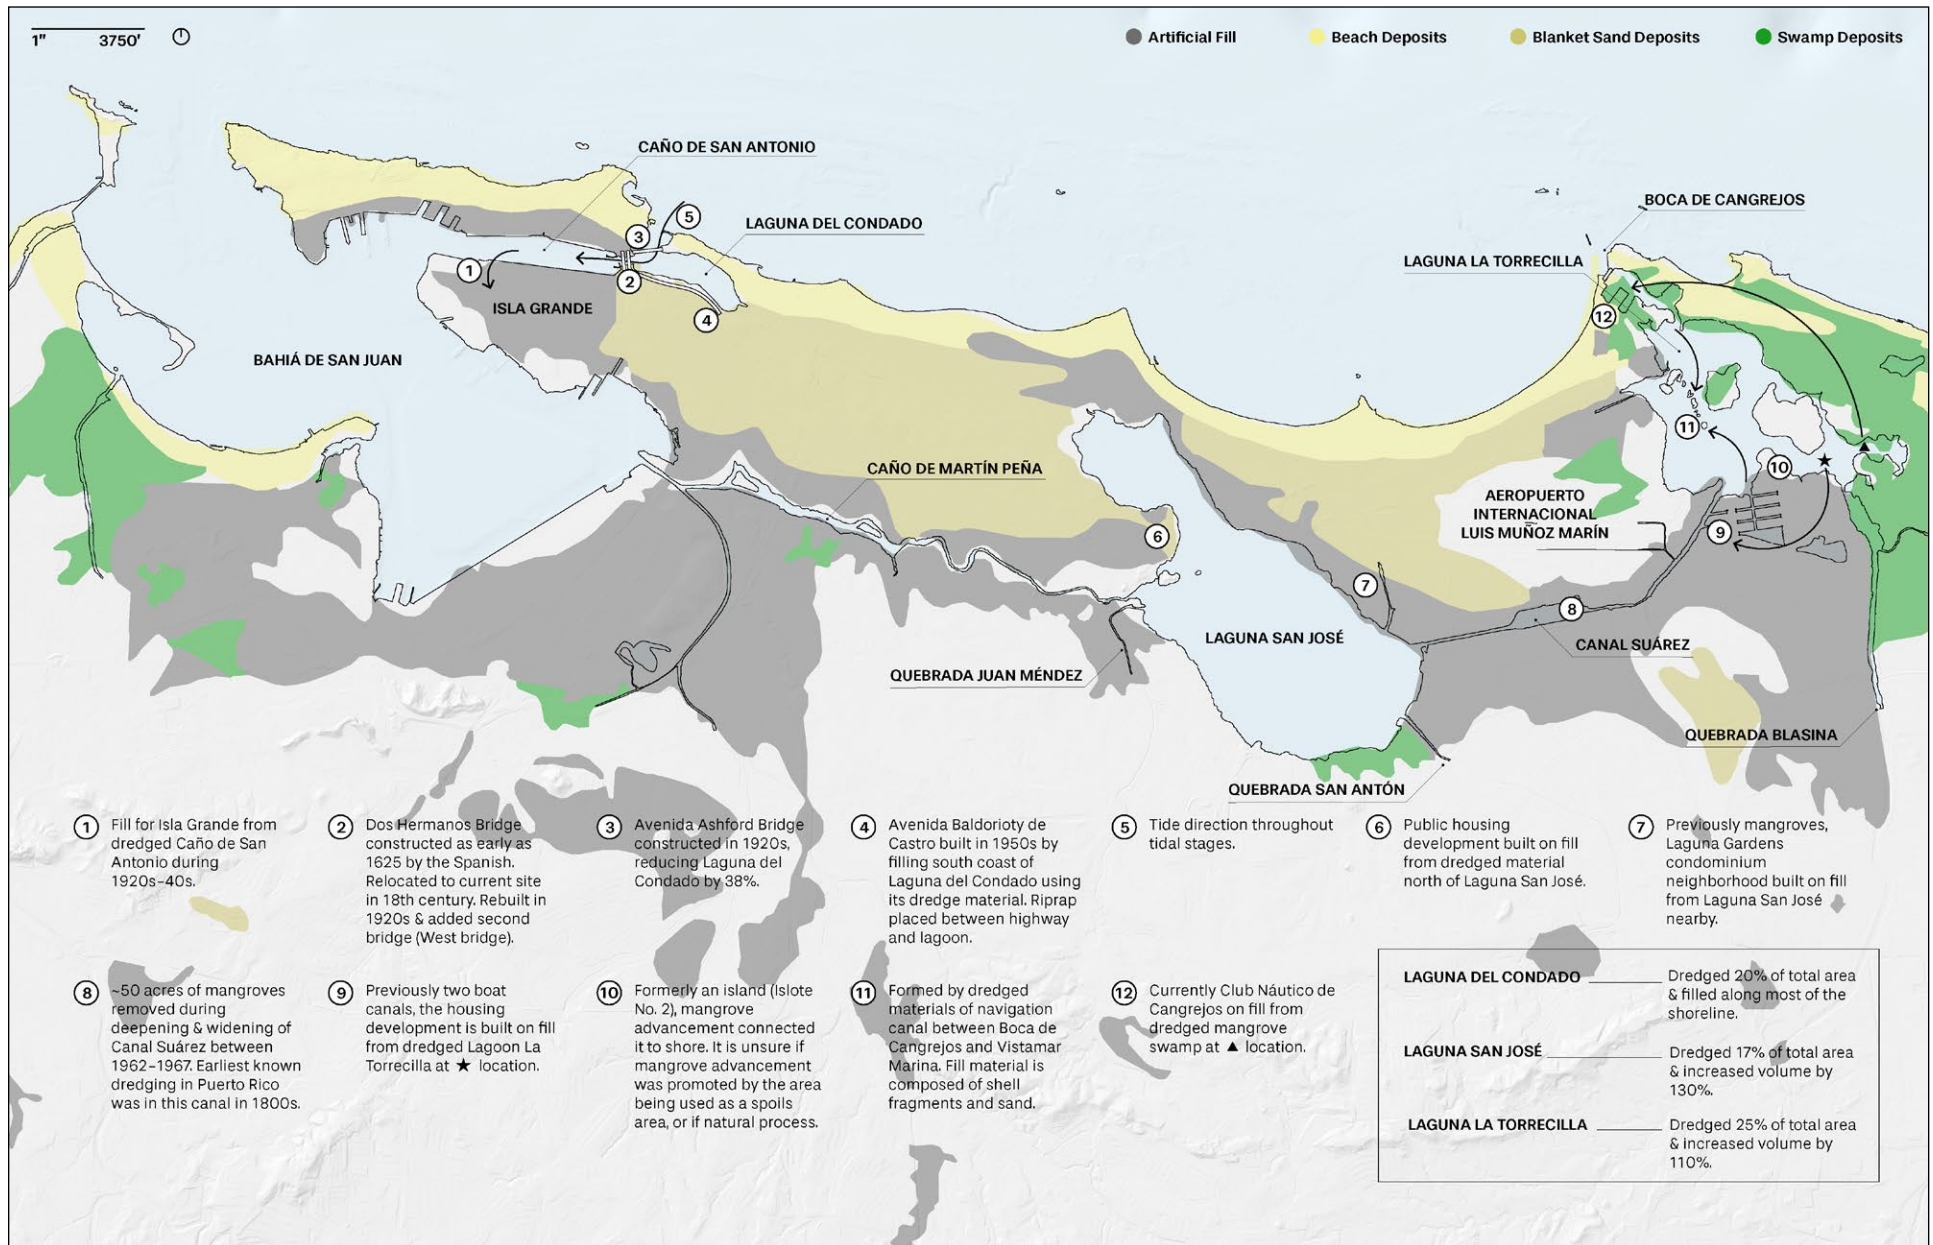 1" 3750'
Artificial Fill
Beach Deposits
Blanket Sand Deposits
Swamp Deposits
CAÑO DE SAN ANTONIO
BOCA DE CANGREJOS
5
LAGUNA DEL CONDADO
3
LAGUNA LA TORRECILLA
1
2
ISLA GRANDE
4
12
BAHIÁ DE SAN JUAN
11
CAÑO DE MARTÍN PEÑA
10
AEROPUERTO
INTERNACIONAL
LUIS MUÑOZ MARÍN
6
9
7
8
LAGUNA SAN JOSÉ
CANAL SUÁREZ
QUEBRADA JUAN MÉNDEZ
QUEBRADA BLASINA
QUEBRADA SAN ANTÓN
1 Fill for Isla Grande from
dredged Caño de San
Antonio during
1920s-40s.
2 Dos Hermanos Bridge
constructed as early as
1625 by the Spanish.
Relocated to current site
in 18th century. Rebuilt in
1920s & added second
bridge (West bridge).
3 Avenida Ashford Bridge
constructed in 1920s,
reducing Laguna del
Condado by 38%.
4 Avenida Baldorioty de
Castro built in 1950s by
filling south coast of
Laguna del Condado using
its dredge material. Riprap
placed between highway
and lagoon.
5 Tide direction throughout
tidal stages.
6 Public housing
development built on fill
from dredged material
north of Laguna San José.
7 Previously mangroves,
Laguna Gardens
condominium
neighborhood built on fill
from Laguna San José
nearby.
8 ~50 acres of mangroves
removed during
deepening & widening of
Canal Suárez between
1962-1967. Earliest known
dredging in Puerto Rico
was in this canal in 1800s.
9 Previously two boat
canals, the housing
development is built on fill
from dredged Lagoon La
Torrecilla at ★ location.
10 Formerly an island (Islote
No. 2), mangrove
advancement connected
it to shore. It is unsure if
mangrove advancement
was promoted by the area
being used as a spoils
area, or if natural process.
11 Formed by dredged
materials of navigation
canal between Boca de
Cangrejos and Vistamar
Marina. Fill material is
composed of shell
fragments and sand.
12 Currently Club Náutico de
Cangrejos on fill from
dredged mangrove
swamp at ▲ location.
LAGUNA DEL CONDADO Dredged 20% of total area
& filled along most of the
shoreline.
LAGUNA SAN JOSÉ Dredged 17% of total area
& increased volume by
130%.
LAGUNA LA TORRECILLA Dredged 25% of total area
& increased volume by
110%.